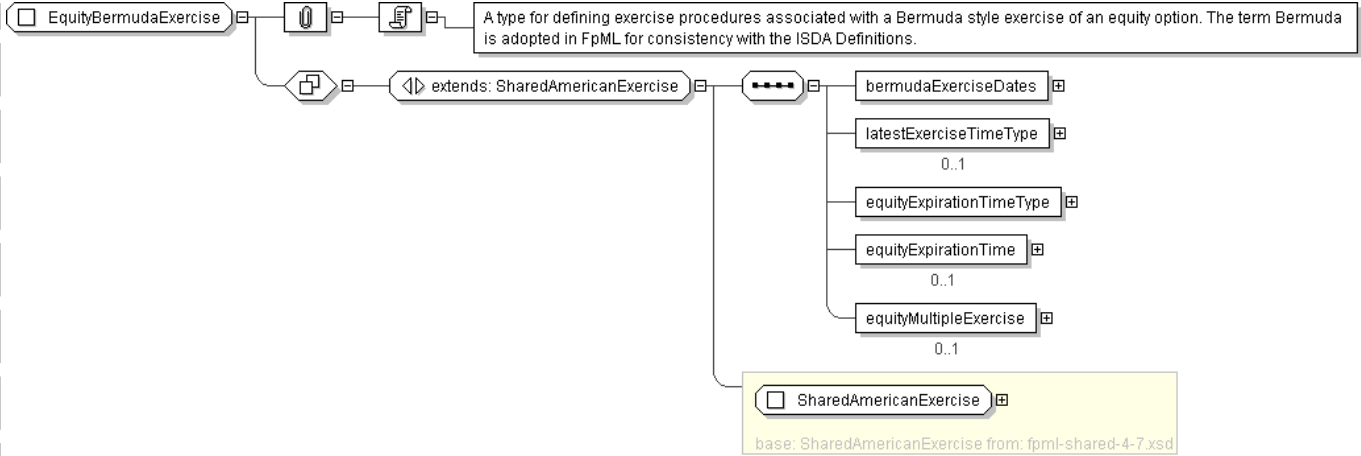 EquityBermudaExercise
A type for defining exercise procedures associated with a Bermuda style exercise of an equity option. The term Bermuda
is adopted in FpML for consistency with the ISDA Definitions.
extends: SharedAmericanExercise
bermudaExerciseDates
latestExerciseTimeType
0..1
equityExpirationTimeType
equityExpirationTime
0..1
equityMultipleExercise
0..1
SharedAmericanExercise
base: SharedAmericanExercise from: fpml-shared-4-7.xsd